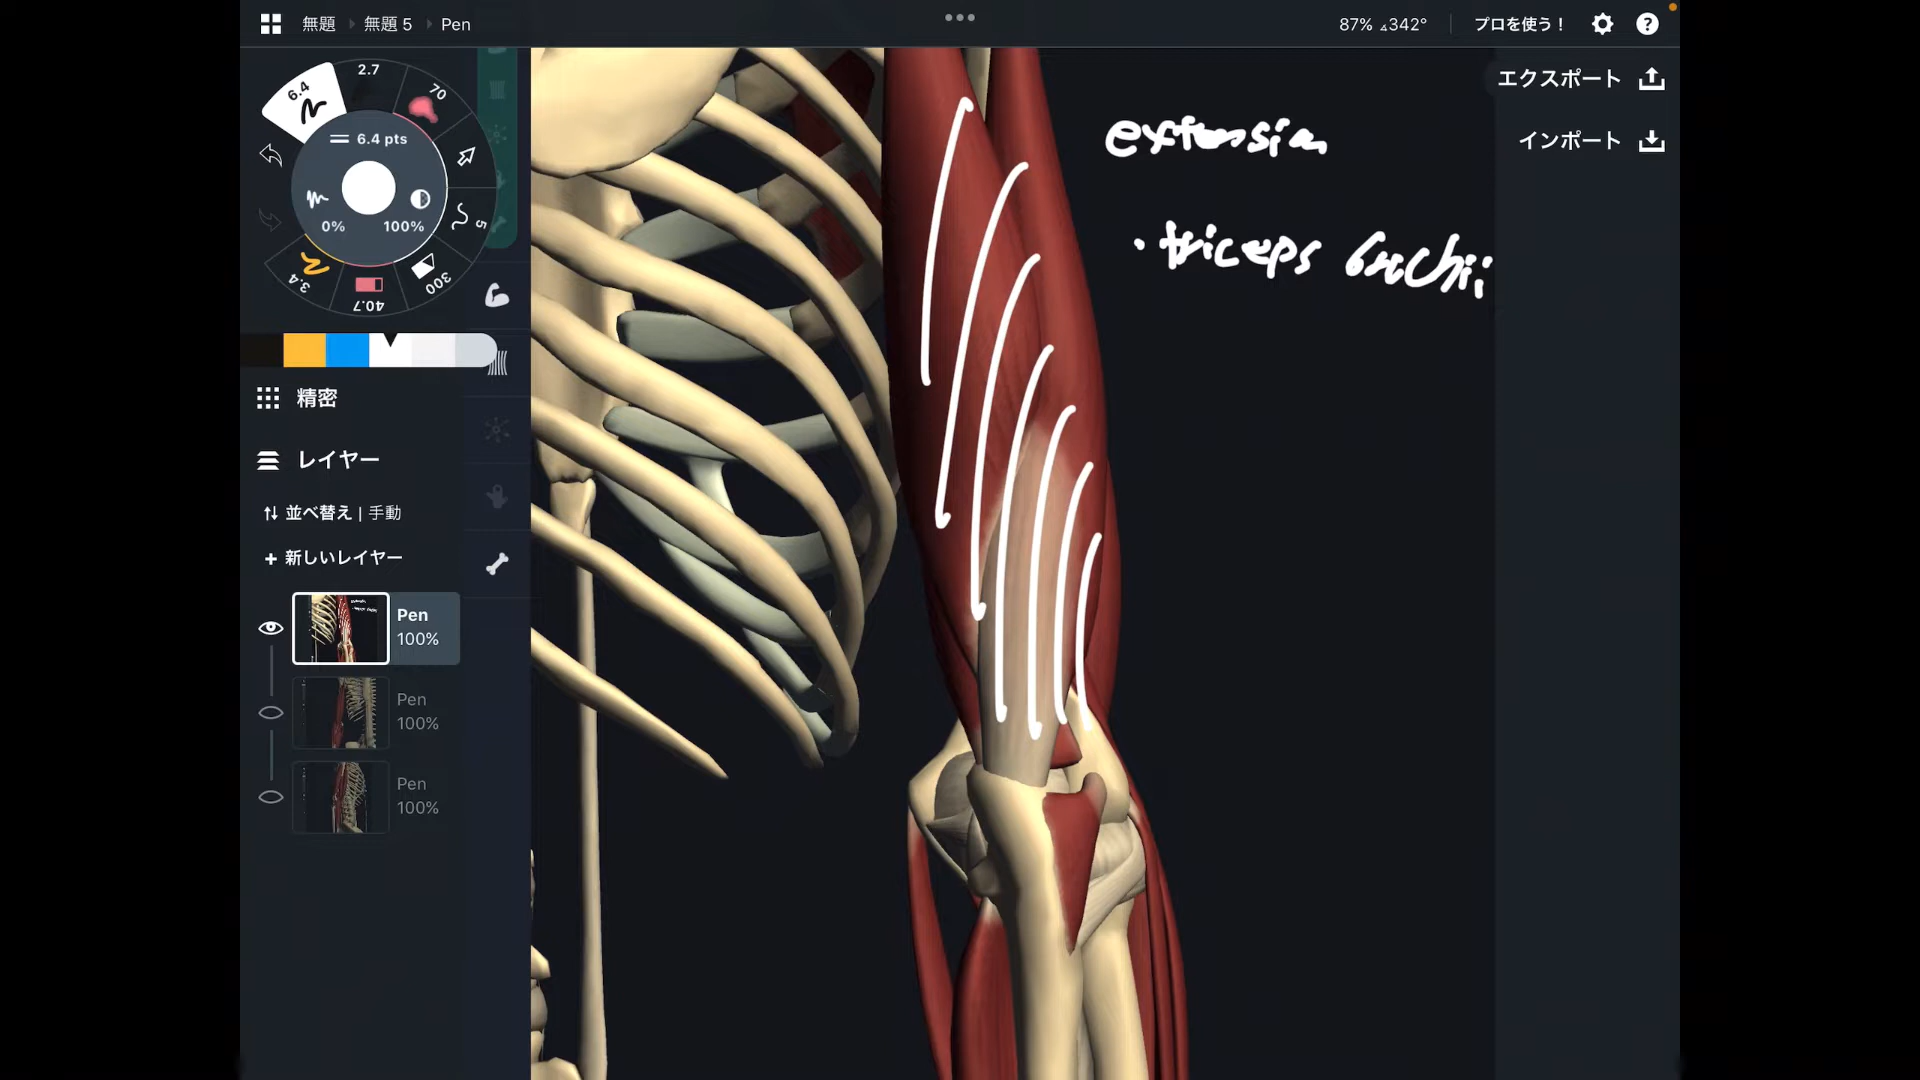 無題 無題 5 Pen
87% ⊿342° プロを使う！
エクスポート
インポート
2.7
6.4
70
6.4 pts
0% 100%
5
300
40.7
3.4
精密
レイヤー
並べ替え | 手動
+ 新しいレイヤー
Pen
100%
Pen
100%
Pen
100%
extension
・triceps brachii